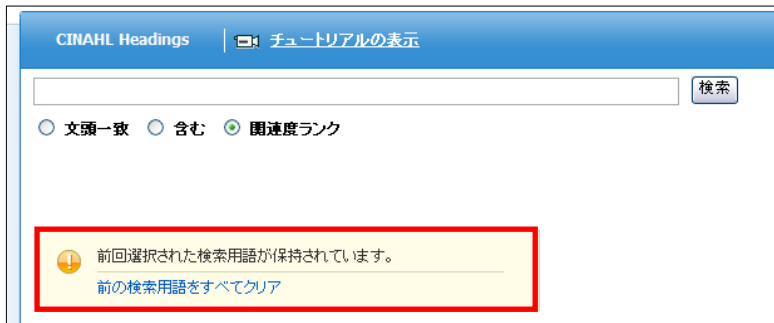 CINAHL Headings チュートリアルの表示
検索
文頭一致 含む 関連度ランク
前回選択された検索用語が保持されています。
前の検索用語をすべてクリア